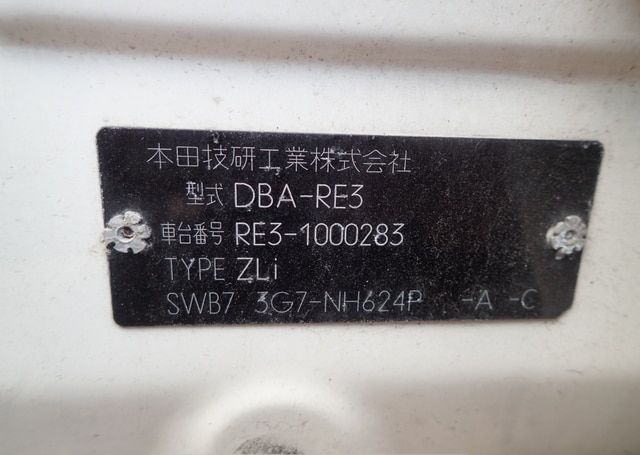 本田技研工業株式会社
型式 DBA-RE3
車台番号 RE3-1000283
TYPE ZLi
SWB7 3G7-NH624P -A -C